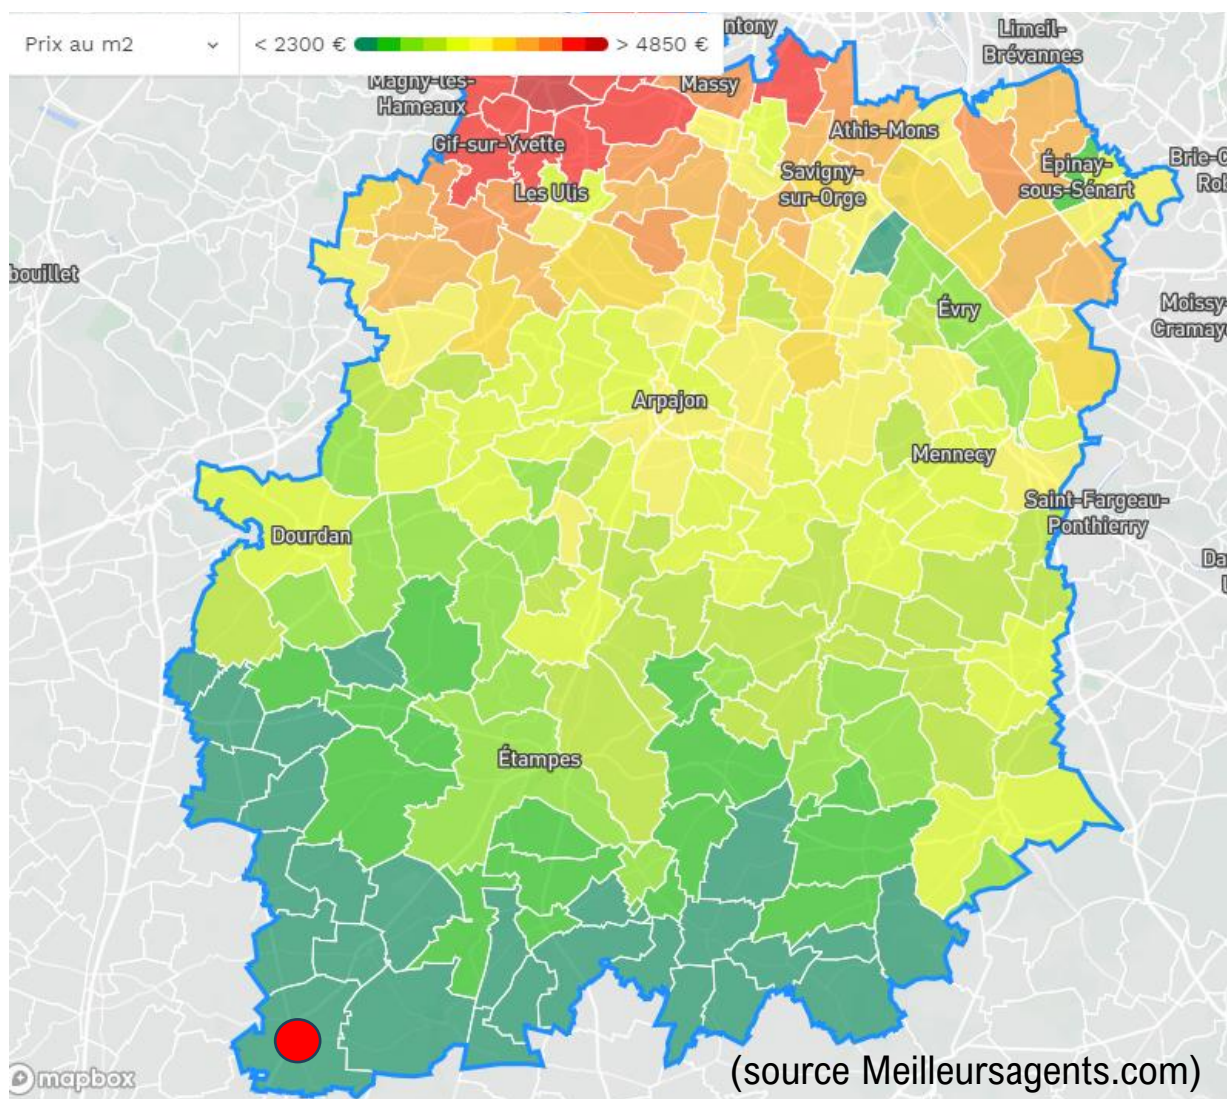 Prix au m2
< 2300 €
> 4850 €
ntony
Limeil-
Brévannes
Magny-les-
Hameaux
Massy
Gif-sur-Yvette
Athis-Mons
Les Ulis
Savigny-
sur-Orge
Épinay-
sous-Sénart
Brie-C
Rob
bouillet
Évry
Moissy-
Cramaye
Arpajon
Mennecy
Saint-Fargeau-
Ponthierry
Dourdan
Da
Étampes
mapbox
(source Meilleursagents.com)